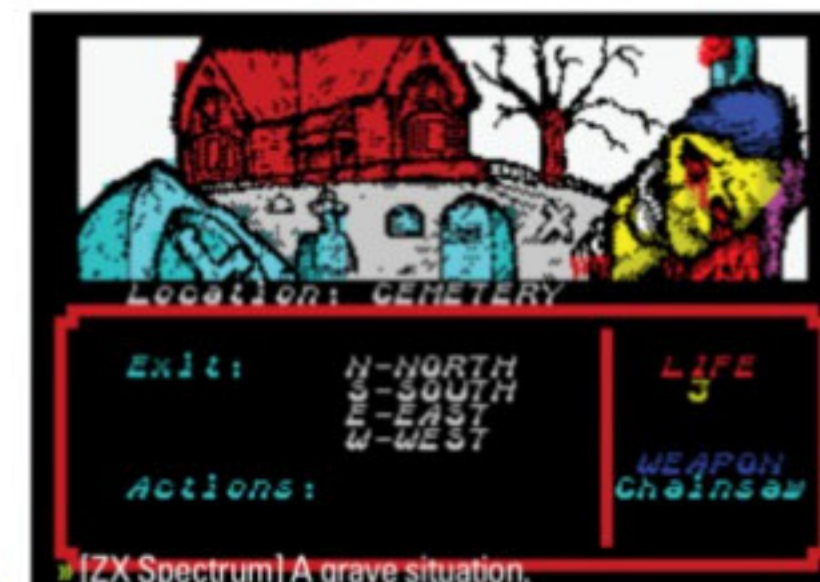 Location: CEMETERY
Exit:
N-NORTH
S-SOUTH
E-EAST
W-WEST
Actions:
LIFE
3
WEAPON
Chainsaw
» [ZX Spectrum] A grave situation.